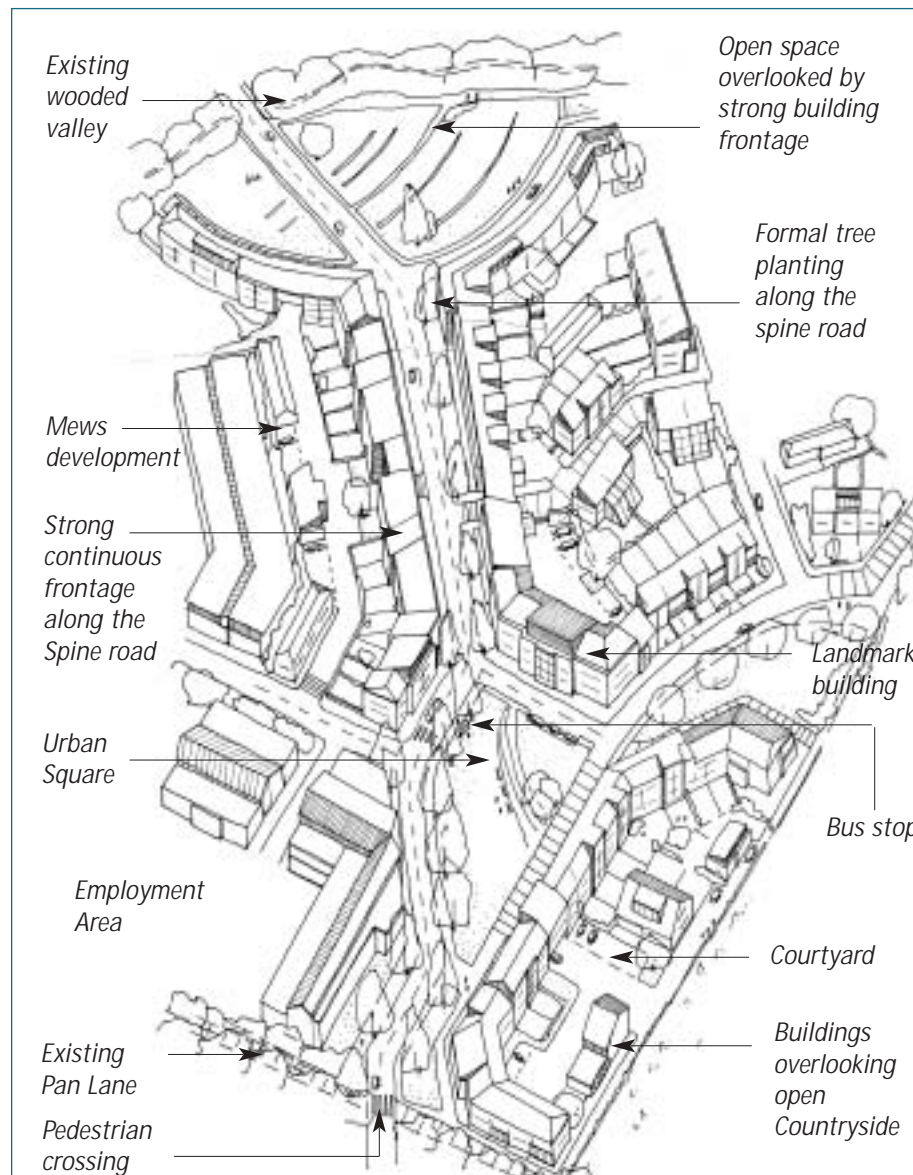 Existing
wooded
valley
Open space
overlooked by
strong building
frontage
Formal tree
planting
along the
spine road
Mews
development
Strong
continuous
frontage
along the
Spine road
Landmark
building
Urban
Square
Bus stop
Employment
Area
Courtyard
Existing
Pan Lane
Buildings
overlooking
open
Countryside
Pedestrian
crossing